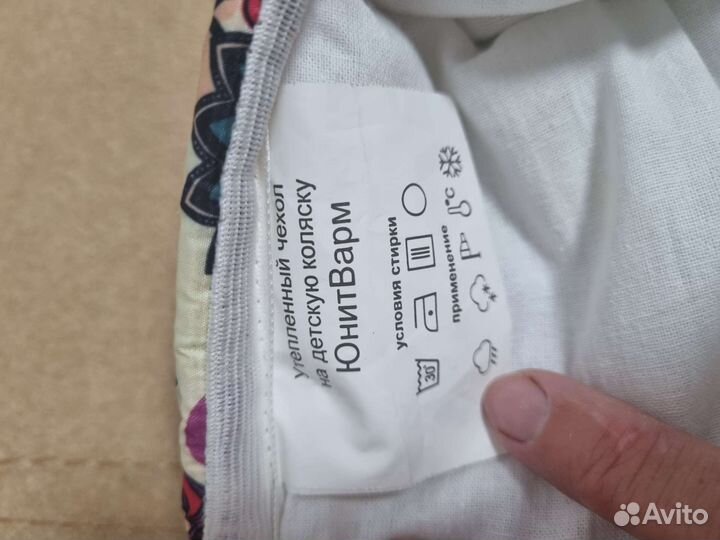 утепленный чехол
на детскую коляску
ЮнитВарм
условия стирки
30°
применение
°C
Avito